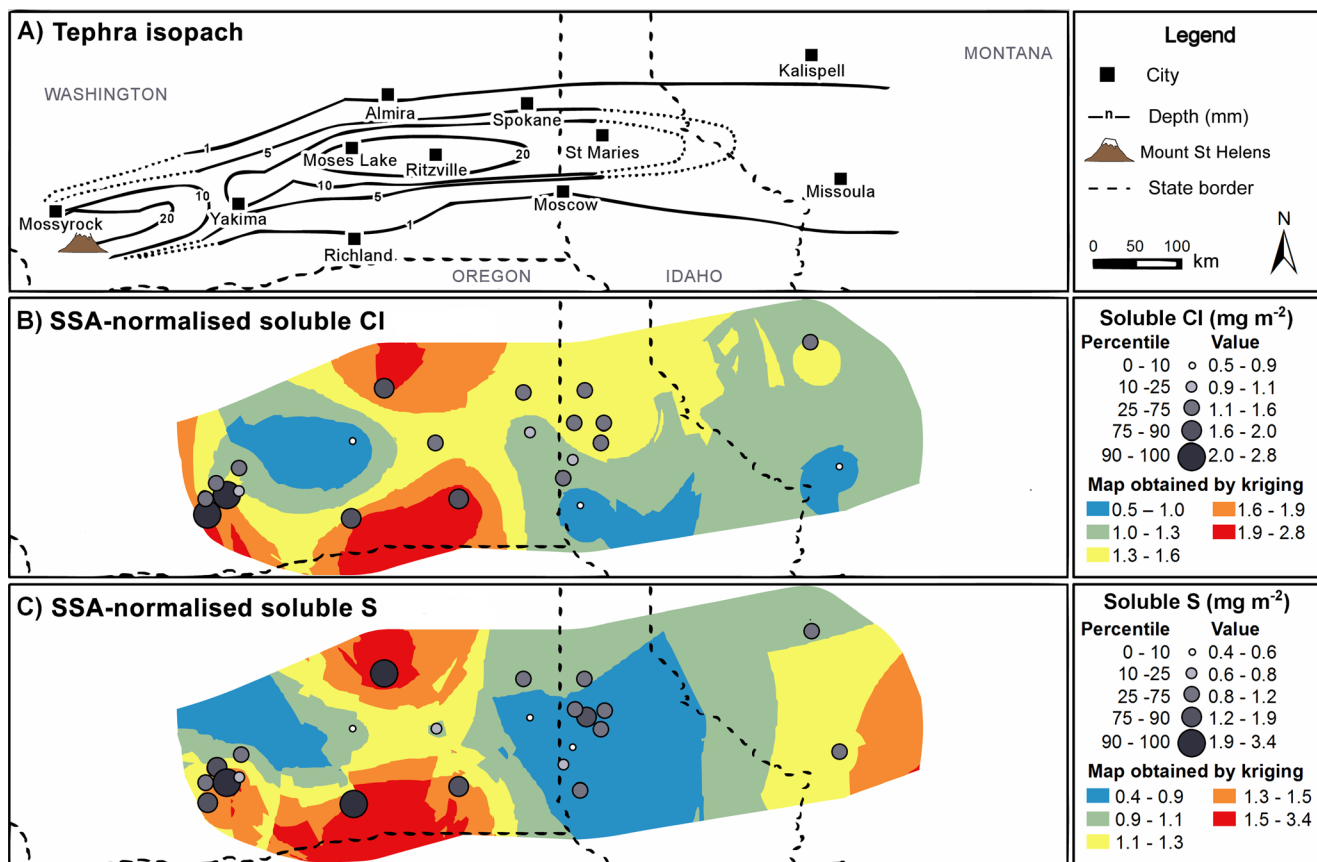 A) Tephra isopach
WASHINGTON
MONTANA
Kalispell
Almira
Spokane
1
5
Moses Lake
Ritzville
20
St Maries
10
10
5
Missoula
Mossyrock
20
Yakima
1
Moscow
Richland
OREGON
IDAHO
Legend
City
n Depth (mm)
Mount St Helens
State border
N
0 50 100
km
B) SSA-normalised soluble Cl
Soluble Cl (mg m-2)
Percentile Value
0 - 10 0.5 - 0.9
10 -25 0.9 - 1.1
25 -75 1.1 - 1.6
75 - 90 1.6 - 2.0
90 - 100 2.0 - 2.8
Map obtained by kriging
0.5 – 1.0 1.6 - 1.9
1.0 - 1.3 1.9 - 2.8
1.3 - 1.6
C) SSA-normalised soluble S
Soluble S (mg m-2)
Percentile Value
0 - 10 0.4 - 0.6
10 -25 0.6 - 0.8
25 -75 0.8 - 1.2
75 - 90 1.2 - 1.9
90 - 100 1.9 - 3.4
Map obtained by kriging
0.4 - 0.9 1.3 - 1.5
0.9 - 1.1 1.5 - 3.4
1.1 - 1.3